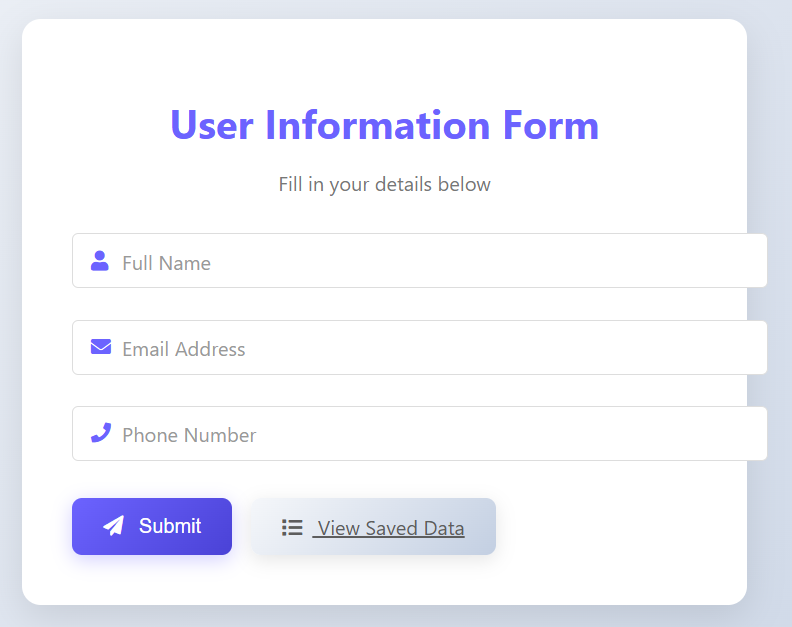 User Information Form
Fill in your details below
Full Name
Email Address
Phone Number
Submit
View Saved Data